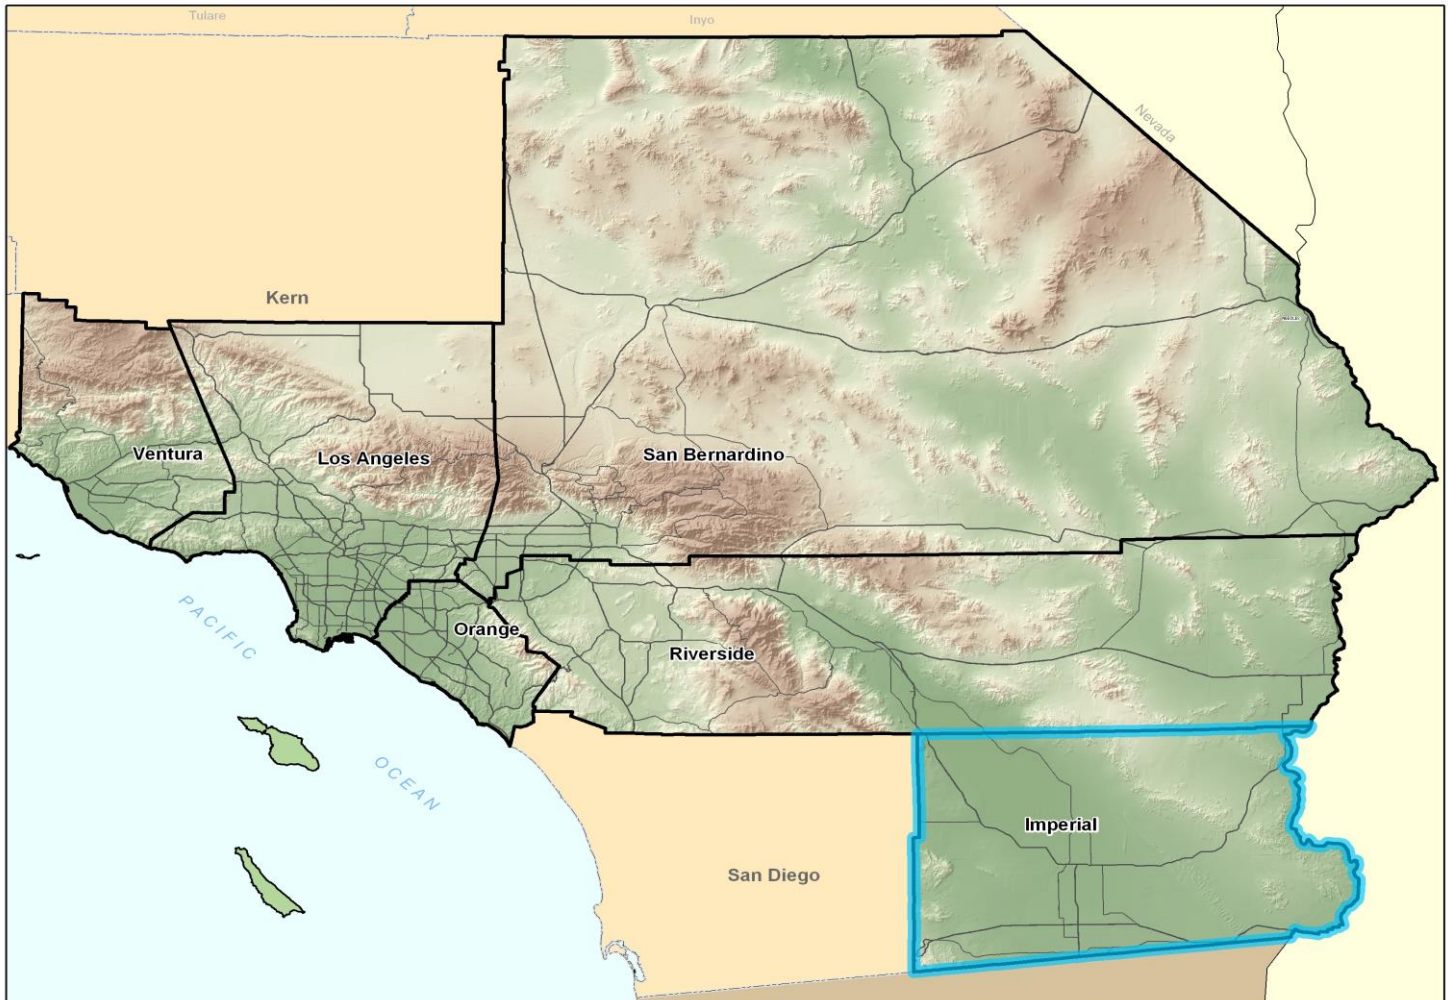 Tulare
Inyo
Nevada
Kern
Ventura
Los Angeles
San Bernardino
Orange
Riverside
PACIFIC
OCEAN
Imperial
San Diego